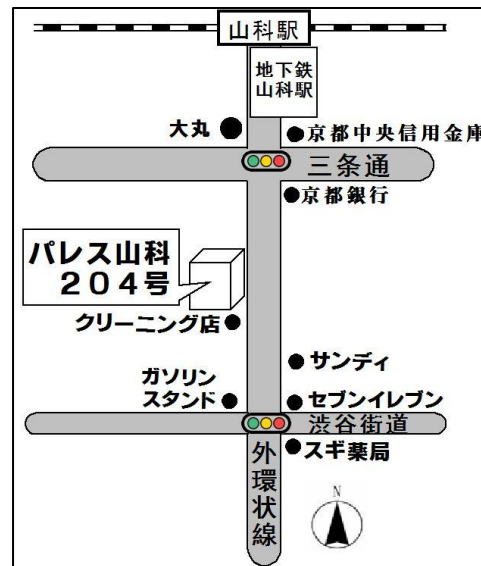 山科駅
地下鉄
山科駅
大丸
京都中央信用金庫
三条通
京都銀行
パレス山科
204号
クリーニング店
サンディ
ガソリン
スタンド
セブンイレブン
渋谷街道
スギ薬局
外環状線
N